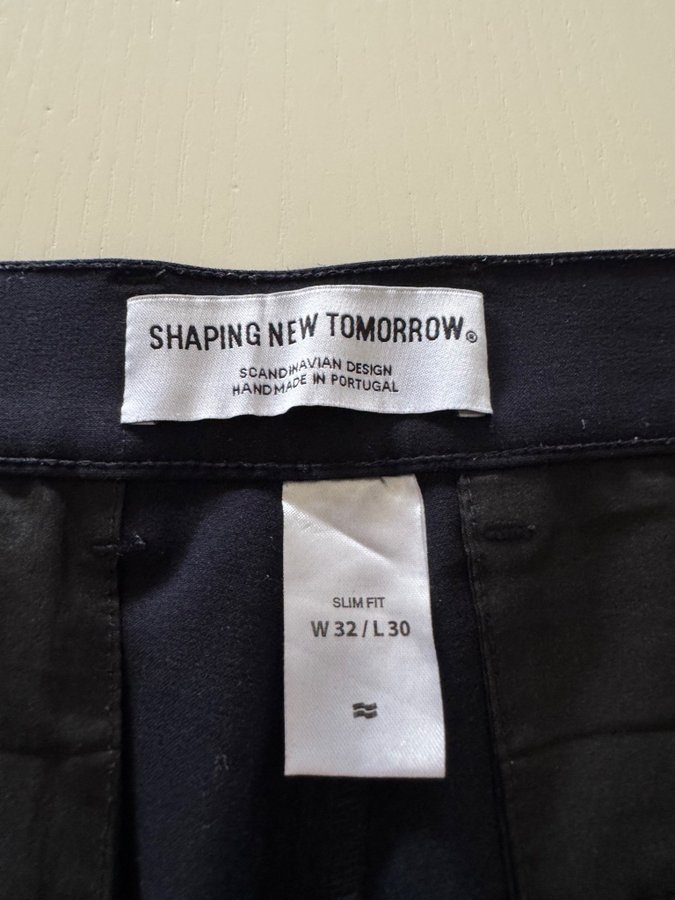 SHAPING NEW TOMORROW®
SCANDINAVIAN DESIGN
HANDMADE IN PORTUGAL
SLIM FIT
W 32 / L 30